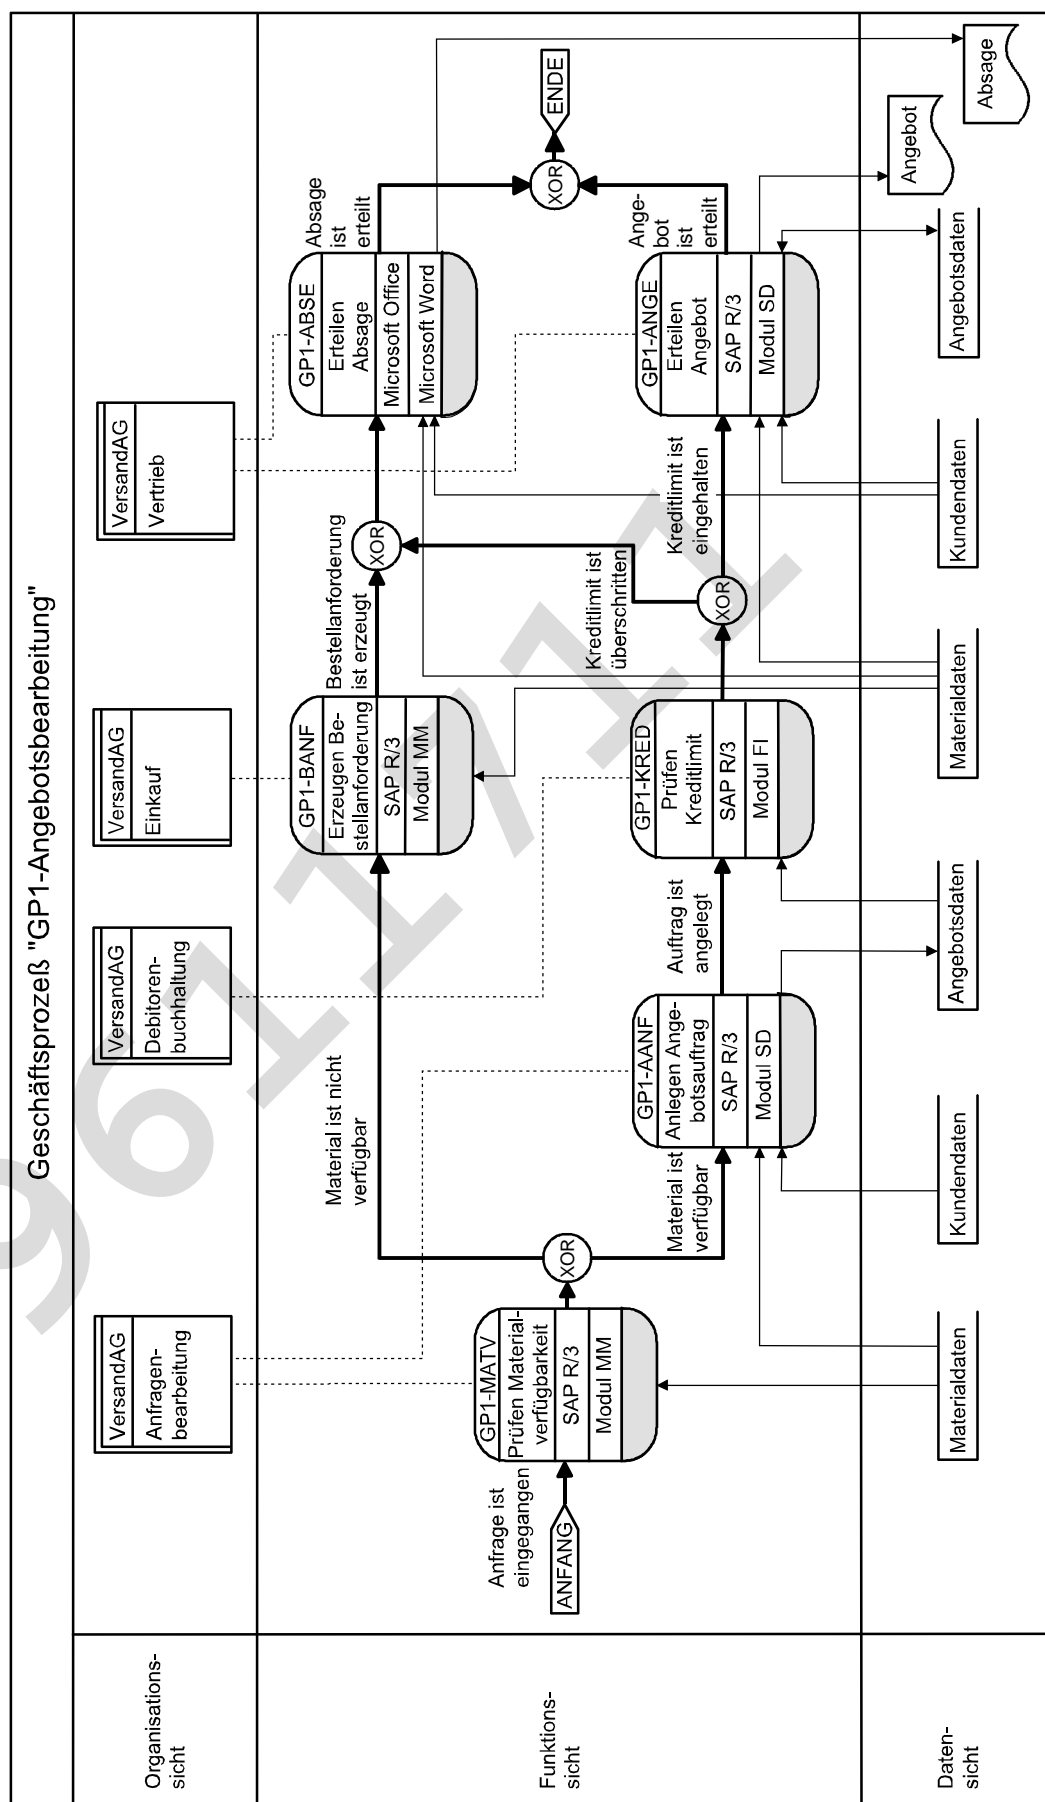 Geschäftsprozeß "GP1-Angebotsbearbeitung"
Organisations-
sicht
VersandAG
Anfragen-
bearbeitung
VersandAG
Debitoren-
buchhaltung
VersandAG
Einkauf
VersandAG
Vertrieb
Funktions-
sicht
ANFANG
Anfrage ist
eingegangen
GP1-MATV
Prüfen Material-
verfügbarkeit
SAP R/3
Modul MM
XOR
Material ist nicht
verfügbar
Material ist
verfügbar
GP1-AANF
Anlegen Ange-
botsauftrag
SAP R/3
Modul SD
Auftrag ist
angelegt
GP1-BANF
Erzeugen Be-
stellanforderung
SAP R/3
Modul MM
Bestellanforderung
ist erzeugt
GP1-KRED
Prüfen
Kreditlimit
SAP R/3
Modul FI
XOR
Kreditlimit ist
überschritten
XOR
Kreditlimit ist
eingehalten
GP1-ABSE
Erteilen
Absage
Microsoft Office
Microsoft Word
Absage
ist
erteilt
GP1-ANGE
Erteilen
Angebot
SAP R/3
Modul SD
Ange-
bot
ist
erteilt
XOR
ENDE
Daten-
sicht
Materialdaten
Kundendaten
Angebotsdaten
Materialdaten
Kundendaten
Angebotsdaten
Angebot
Absage
9611711